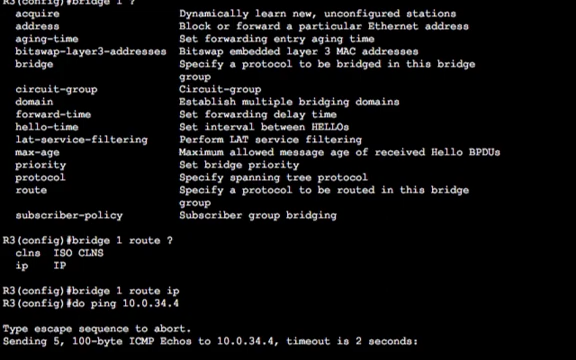 R3(config)#bridge 1 ?
acquire Dynamically learn new, unconfigured stations
address Block or forward a particular Ethernet address
aging-time Set forwarding entry aging time
bitswap-layer3-addresses Bitswap embedded layer 3 MAC addresses
bridge Specify a protocol to be bridged in this bridge
group
circuit-group Circuit-group
domain Establish multiple bridging domains
forward-time Set forwarding delay time
hello-time Set interval between HELLOs
lat-service-filtering Perform LAT service filtering
max-age Maximum allowed message age of received Hello BPDUs
priority Set bridge priority
protocol Specify spanning tree protocol
route Specify a protocol to be routed in this bridge
group
subscriber-policy Subscriber group bridging
R3(config)#bridge 1 route ?
clns ISO CLNS
ip IP
R3(config)#bridge 1 route ip
R3(config)#do ping 10.0.34.4
Type escape sequence to abort.
Sending 5, 100-byte ICMP Echos to 10.0.34.4, timeout is 2 seconds: